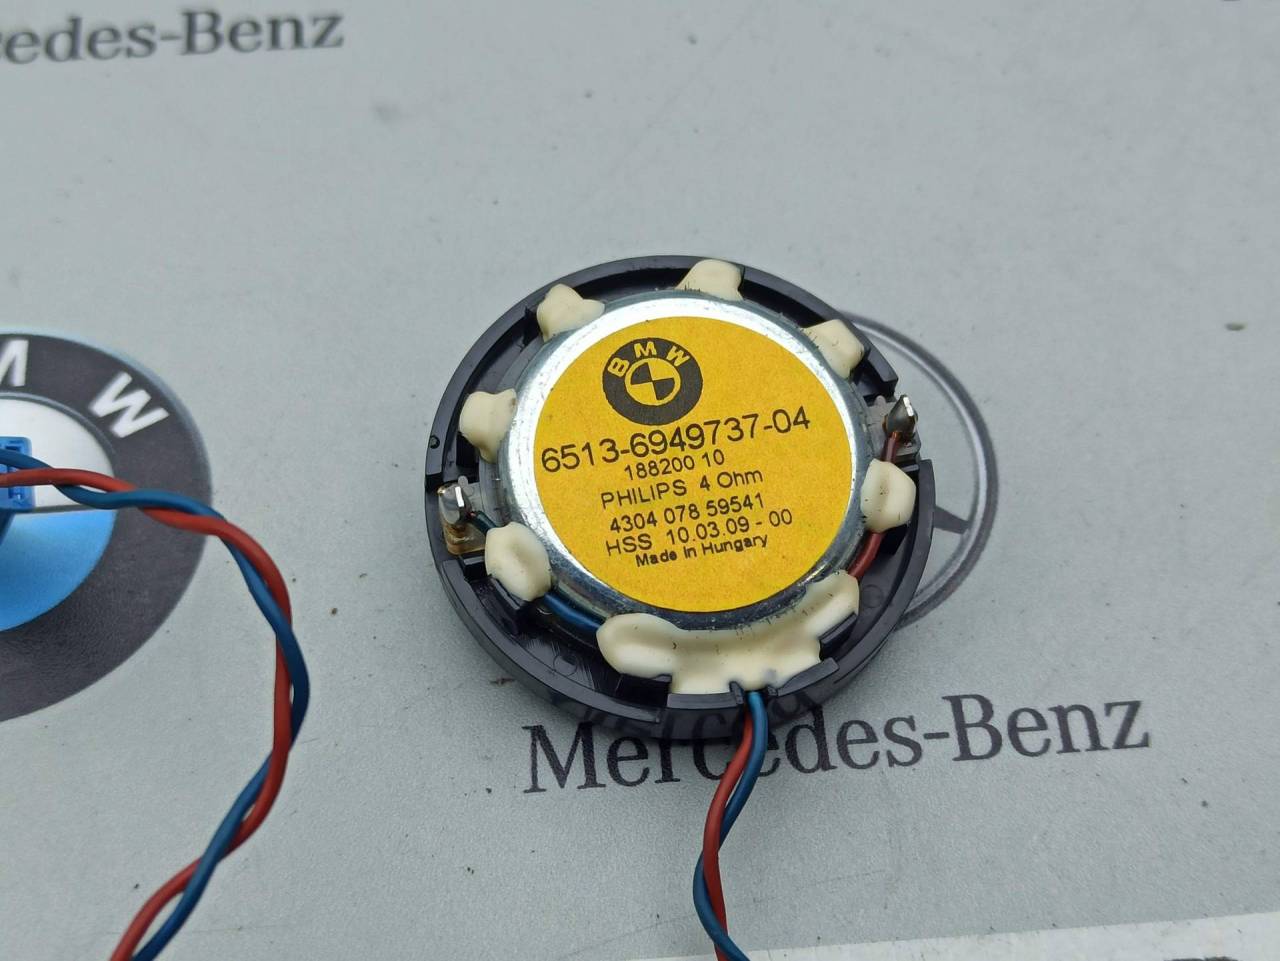 cedes-Benz
W
BMW
6513-6949737-04
188200 10
PHILIPS 4 Ohm
4304 078 59541
HSS 10.03.09-00
Made in Hungary
Mercedes-Benz